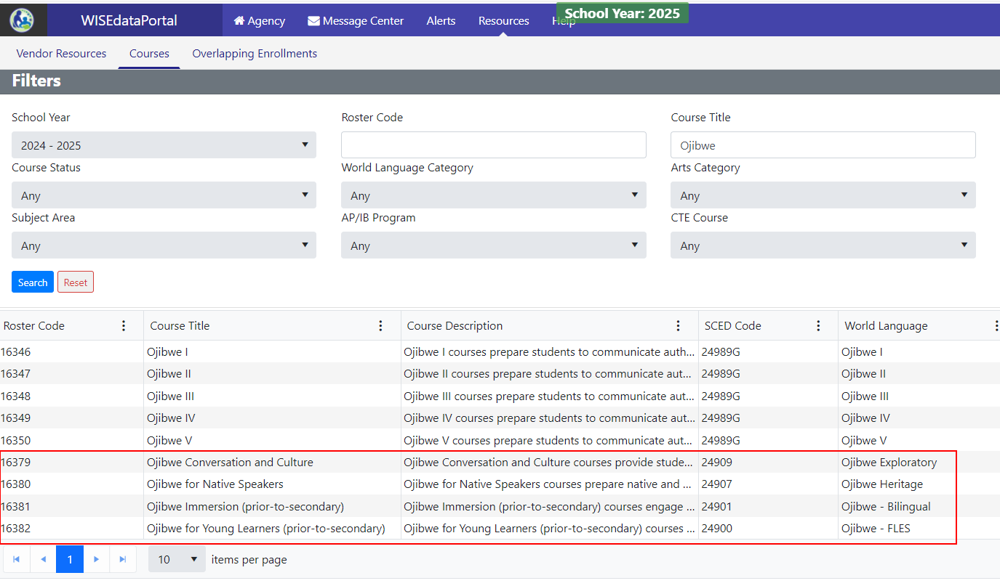 WISEdataPortal Agency Message Center Alerts Resources Help School Year: 2025
Vendor Resources Courses Overlapping Enrollments
Filters
School Year Roster Code Course Title
2024 - 2025 Ojibwe
Course Status World Language Category Arts Category
Any Any Any
Subject Area AP/IB Program CTE Course
Any Any Any
Search Reset
Roster Code Course Title Course Description SCED Code World Language
16346 Ojibwe I Ojibwe I courses prepare students to communicate auth... 24989G Ojibwe I
16347 Ojibwe II Ojibwe II courses prepare students to communicate aut... 24989G Ojibwe II
16348 Ojibwe III Ojibwe III courses prepare students to communicate aut... 24989G Ojibwe III
16349 Ojibwe IV Ojibwe IV courses prepare students to communicate aut... 24989G Ojibwe IV
16350 Ojibwe V Ojibwe V courses prepare students to communicate aut... 24989G Ojibwe V
16379 Ojibwe Conversation and Culture Ojibwe Conversation and Culture courses provide stude... 24909 Ojibwe Exploratory
16380 Ojibwe for Native Speakers Ojibwe for Native Speakers courses prepare native and ... 24907 Ojibwe Heritage
16381 Ojibwe Immersion (prior-to-secondary) Ojibwe Immersion (prior-to-secondary) courses engage ... 24901 Ojibwe - Bilingual
16382 Ojibwe for Young Learners (prior-to-secondary) Ojibwe for Young Learners (prior-to-secondary) courses ... 24900 Ojibwe - FLES
1 10 items per page